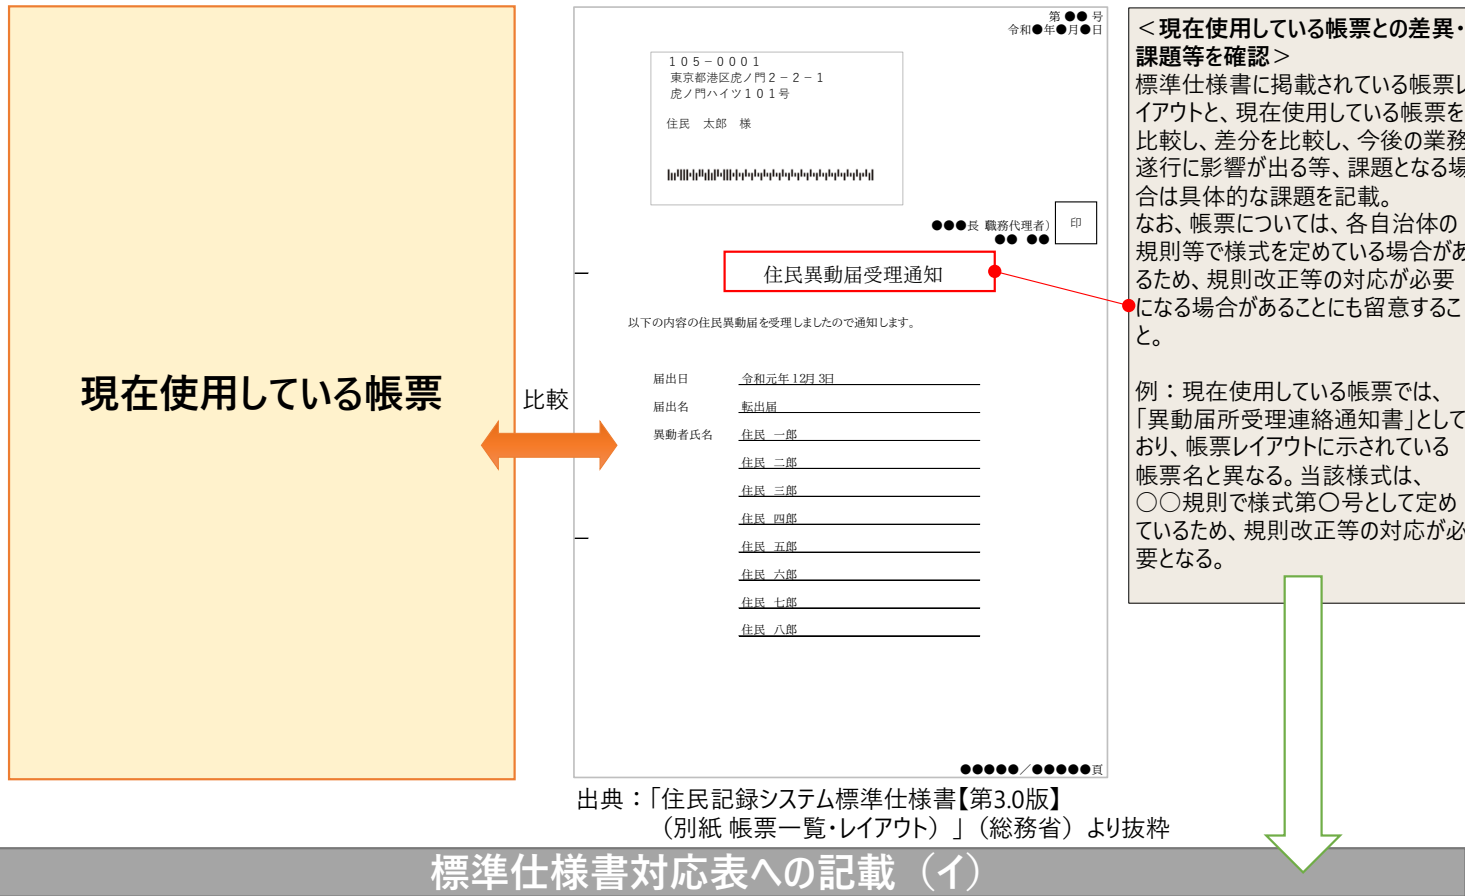 現在使用している帳票
比較
第 ●● 号
令和●年●月●日
１０５－０００１
東京都港区虎ノ門２－２－１
虎ノ門ハイツ１０１号
住民　太郎　様
●●●長 職務代理者）
●● ●●
印
住民異動届受理通知
以下の内容の住民異動届を受理しましたので通知します。
届出日　令和元年12月 3日
届出名　転出届
異動者氏名　住民 一郎
住民 二郎
住民 三郎
住民 四郎
住民 五郎
住民 六郎
住民 七郎
住民 八郎
●●●●●／●●●●●頁
出典：「住民記録システム標準仕様書【第3.0版】
（別紙 帳票一覧・レイアウト）」（総務省）より抜粋
＜現在使用している帳票との差異・
課題等を確認＞
標準仕様書に掲載されている帳票レ
イアウトと、現在使用している帳票を
比較し、差分を比較し、今後の業務
遂行に影響が出る等、課題となる場
合は具体的な課題を記載。
なお、帳票については、各自治体の
規則等で様式を定めている場合があ
るため、規則改正等の対応が必要
になる場合があることにも留意するこ
と。
例：現在使用している帳票では、
「異動届所受理連絡通知書」として
おり、帳票レイアウトに示されている
帳票名と異なる。当該様式は、
○○規則で様式第〇号として定め
ているため、規則改正等の対応が必
要となる。
標準仕様書対応表への記載（イ）